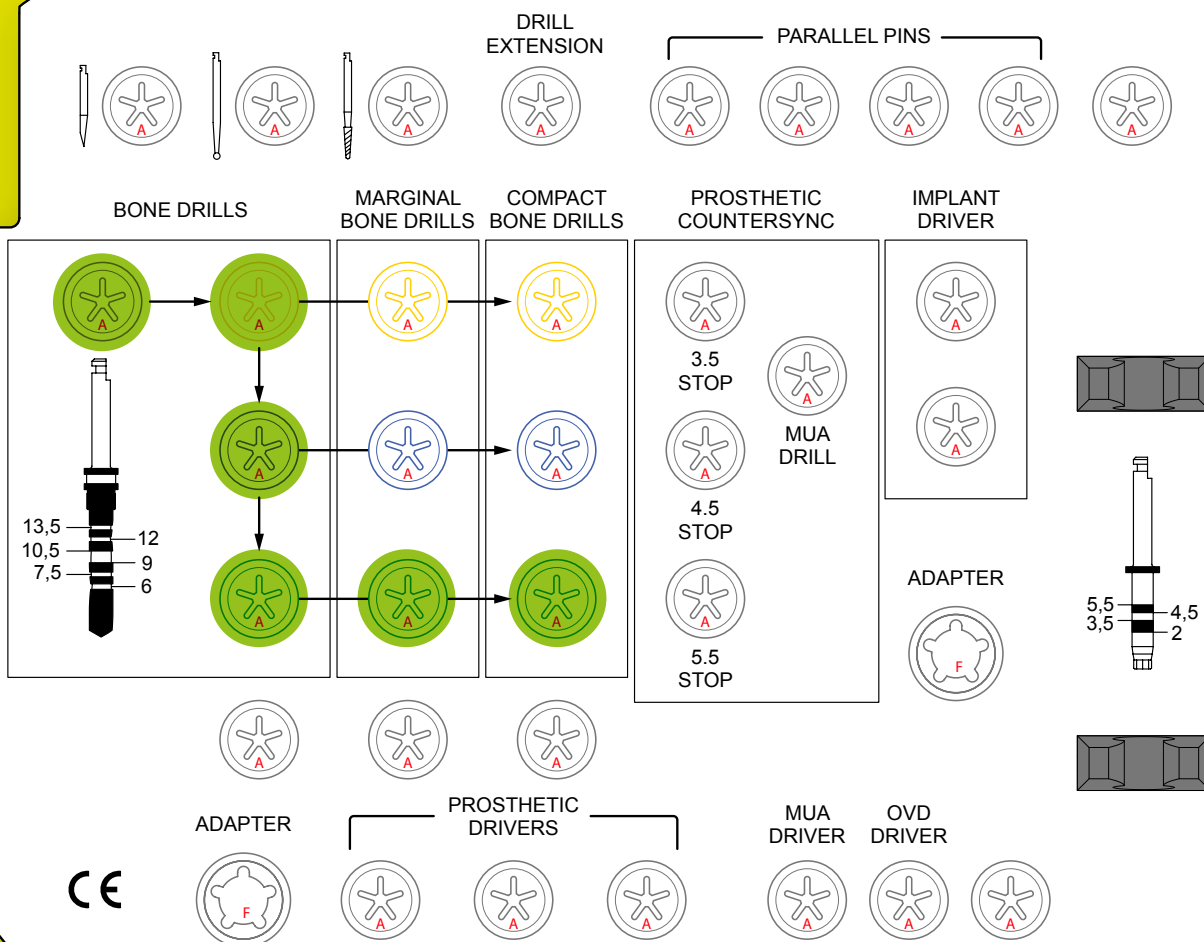 DRILL
EXTENSION
PARALLEL PINS
A A A A A A A A A
BONE DRILLS
MARGINAL
BONE DRILLS
COMPACT
BONE DRILLS
PROSTHETIC
COUNTERSYNC
IMPLANT
DRIVER
A A A A A A
3.5
STOP
A
MUA
DRILL
A A A A A
4.5
STOP
13,5
12
10,5
9
7,5
6
A A A A
5.5
STOP
ADAPTER
F
5,5
4,5
3,5
2
A A A
ADAPTER
PROSTHETIC
DRIVERS
MUA
DRIVER
OVD
DRIVER
CE
F A A A A A A